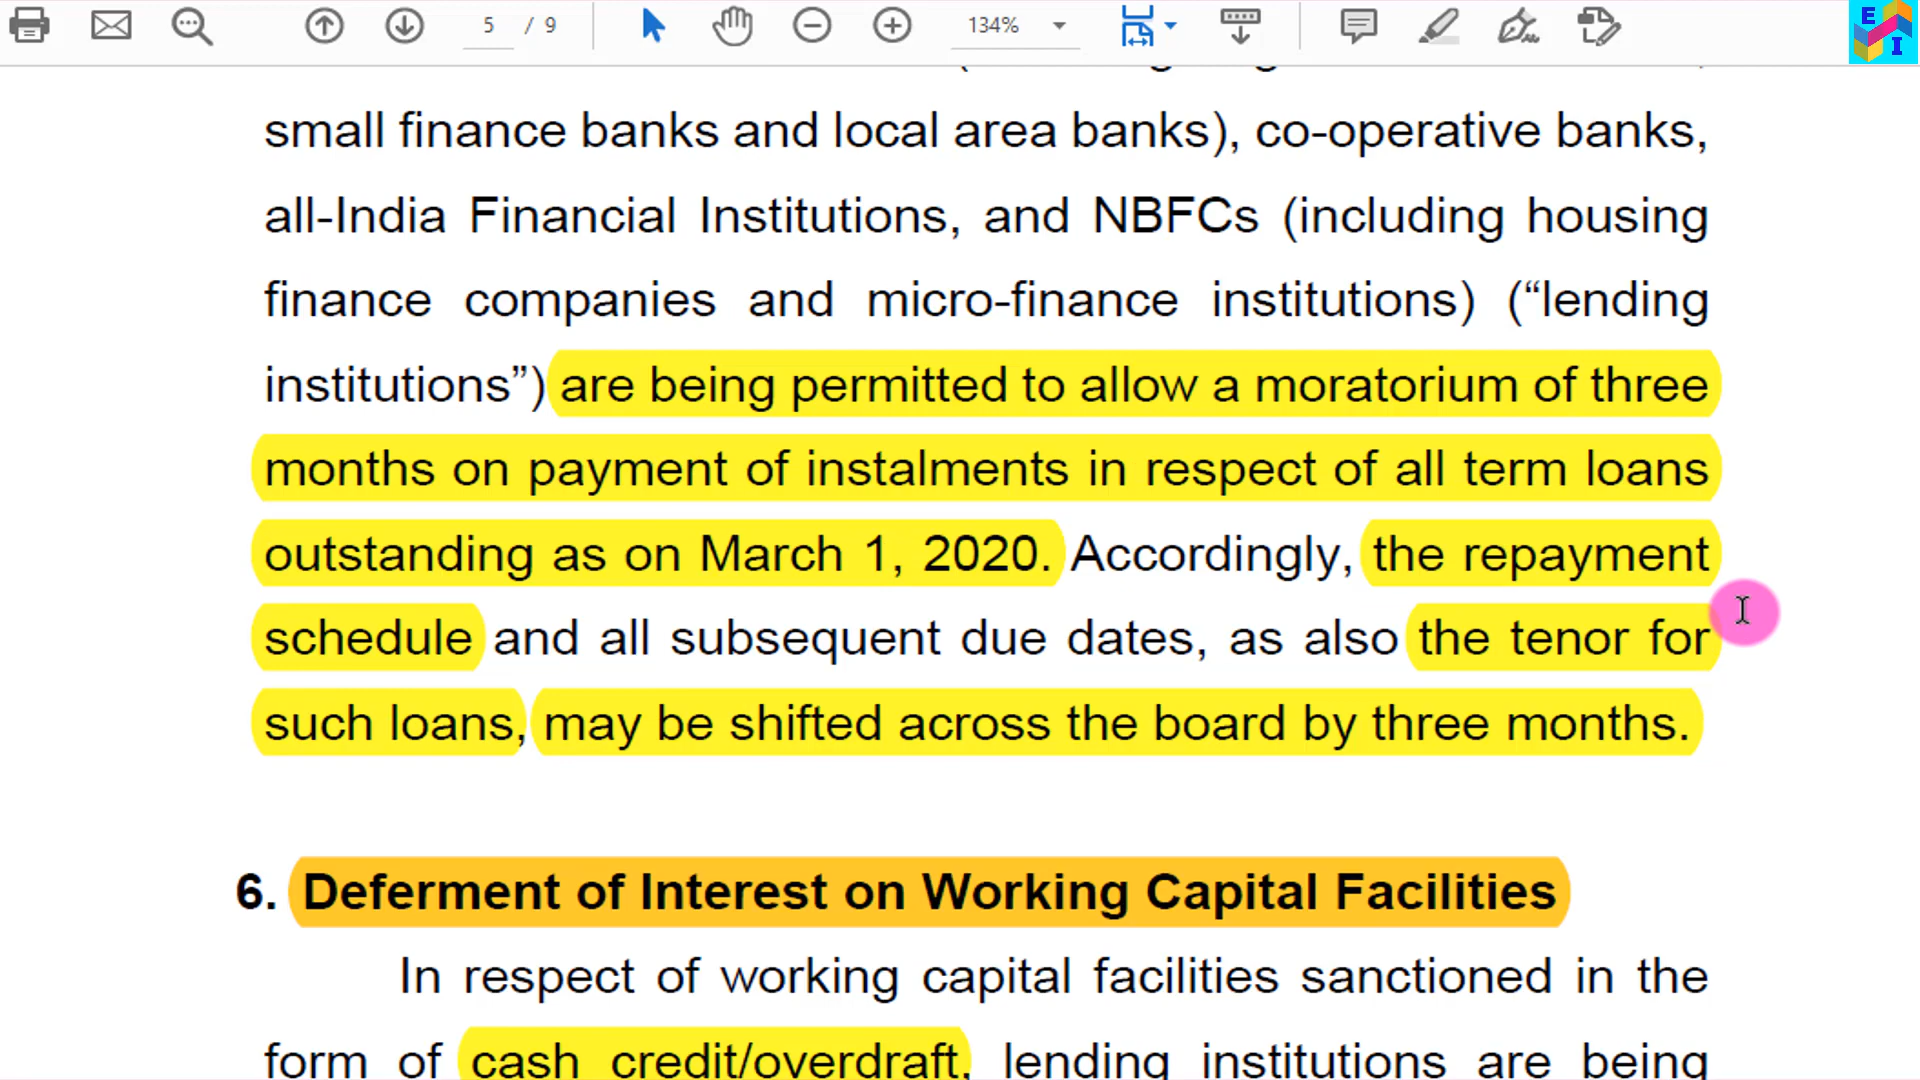 5 / 9
134%
E
I
small finance banks and local area banks), co-operative banks,
all-India Financial Institutions, and NBFCs (including housing
finance companies and micro-finance institutions) (“lending
institutions”) are being permitted to allow a moratorium of three
months on payment of instalments in respect of all term loans
outstanding as on March 1, 2020. Accordingly, the repayment
schedule and all subsequent due dates, as also the tenor for
such loans, may be shifted across the board by three months.
6. Deferment of Interest on Working Capital Facilities
In respect of working capital facilities sanctioned in the
form of cash credit/overdraft, lending institutions are being